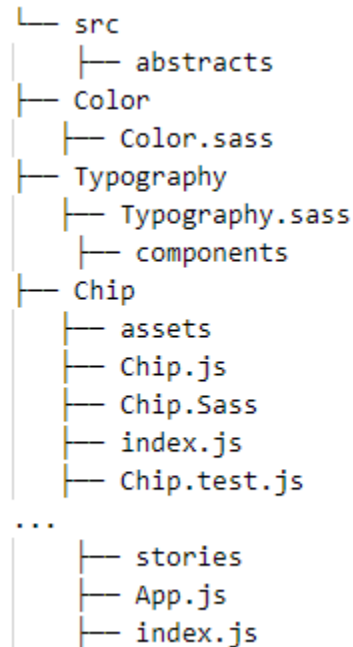 └── src
│   ├── abstracts
├── Color
│  ├── Color.sass
├── Typography
│  ├── Typography.sass
│   ├── components
├── Chip
│  ├── assets
│  ├── Chip.js
│  ├── Chip.Sass
│  ├── index.js
│  ├── Chip.test.js
...
│   ├── stories
│   ├── App.js
│   ├── index.js